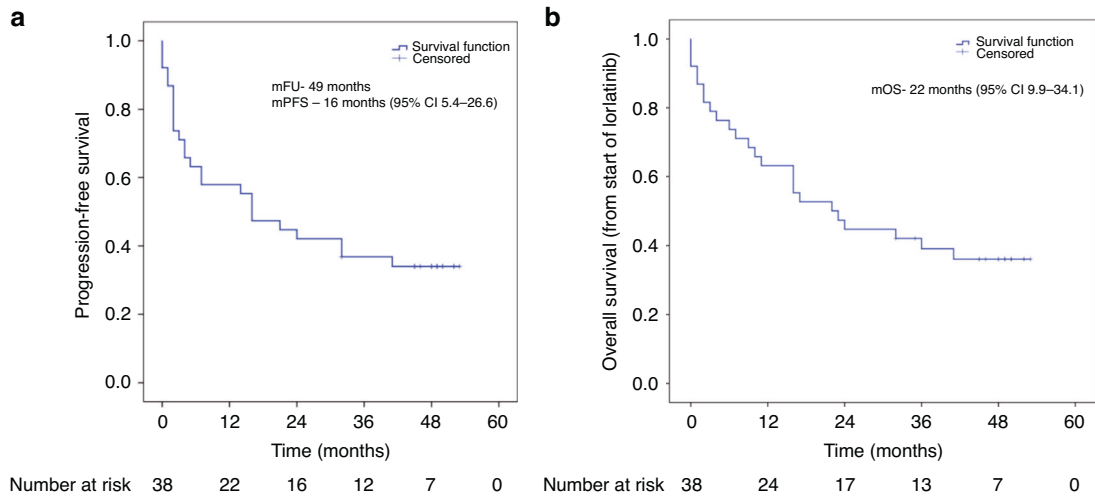 a
1.0
0.8
0.6
0.4
0.2
0.0
Progression-free survival
Survival function
Censored
mFU- 49 months
mPFS – 16 months (95% CI 5.4–26.6)
0 12 24 36 48 60
Time (months)
Number at risk 38 22 16 12 7 0
b
1.0
0.8
0.6
0.4
0.2
0.0
Overall survival (from start of lorlatinib)
Survival function
Censored
mOS- 22 months (95% CI 9.9–34.1)
0 12 24 36 48 60
Time (months)
Number at risk 38 24 17 13 7 0